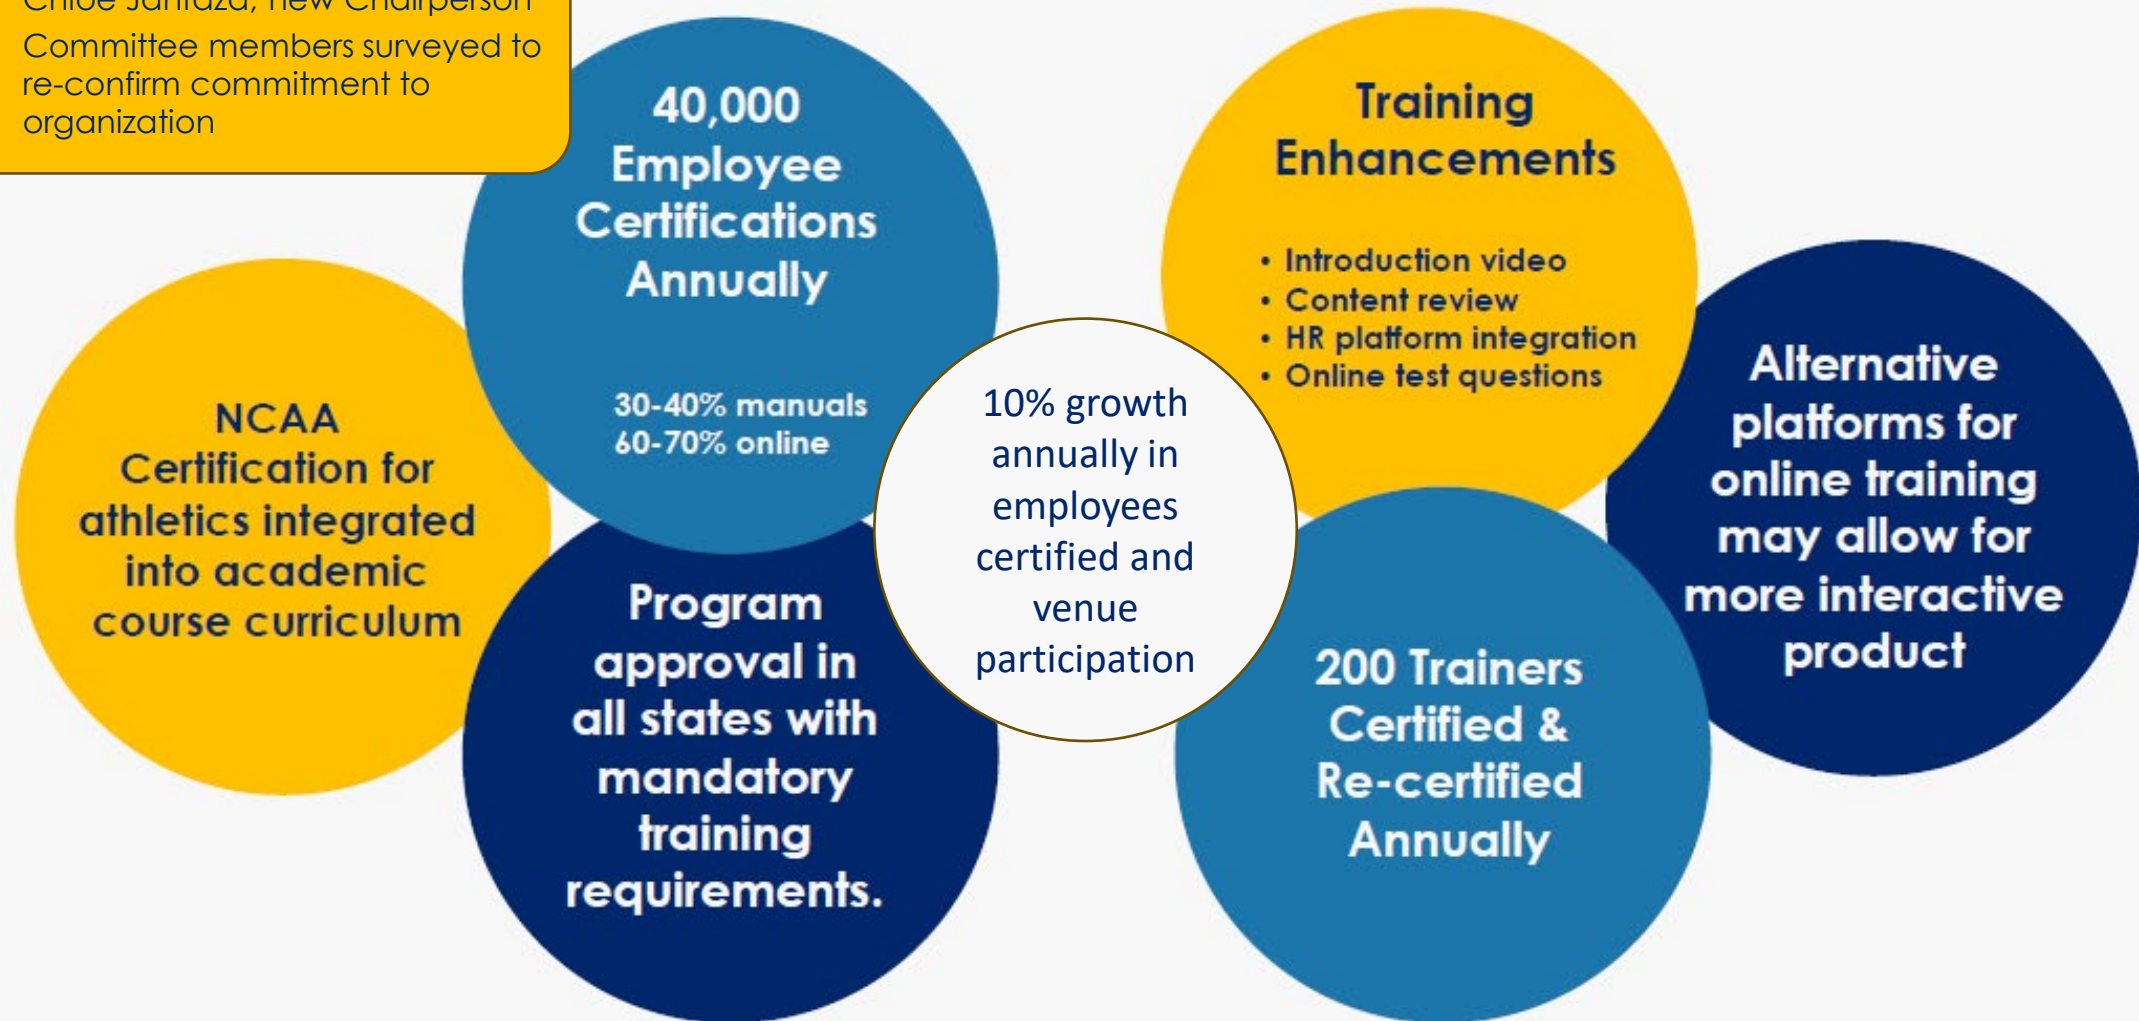 Chloe Janfaza, new Chairperson
Committee members surveyed to
re-confirm commitment to
organization
40,000
Employee
Certifications
Annually
30-40% manuals
60-70% online
NCAA
Certification for
athletics integrated
into academic
course curriculum
Program
approval in
all states with
mandatory
training
requirements.
10% growth
annually in
employees
certified and
venue
participation
Training
Enhancements
• Introduction video
• Content review
• HR platform integration
• Online test questions
Alternative
platforms for
online training
may allow for
more interactive
product
200 Trainers
Certified &
Re-certified
Annually